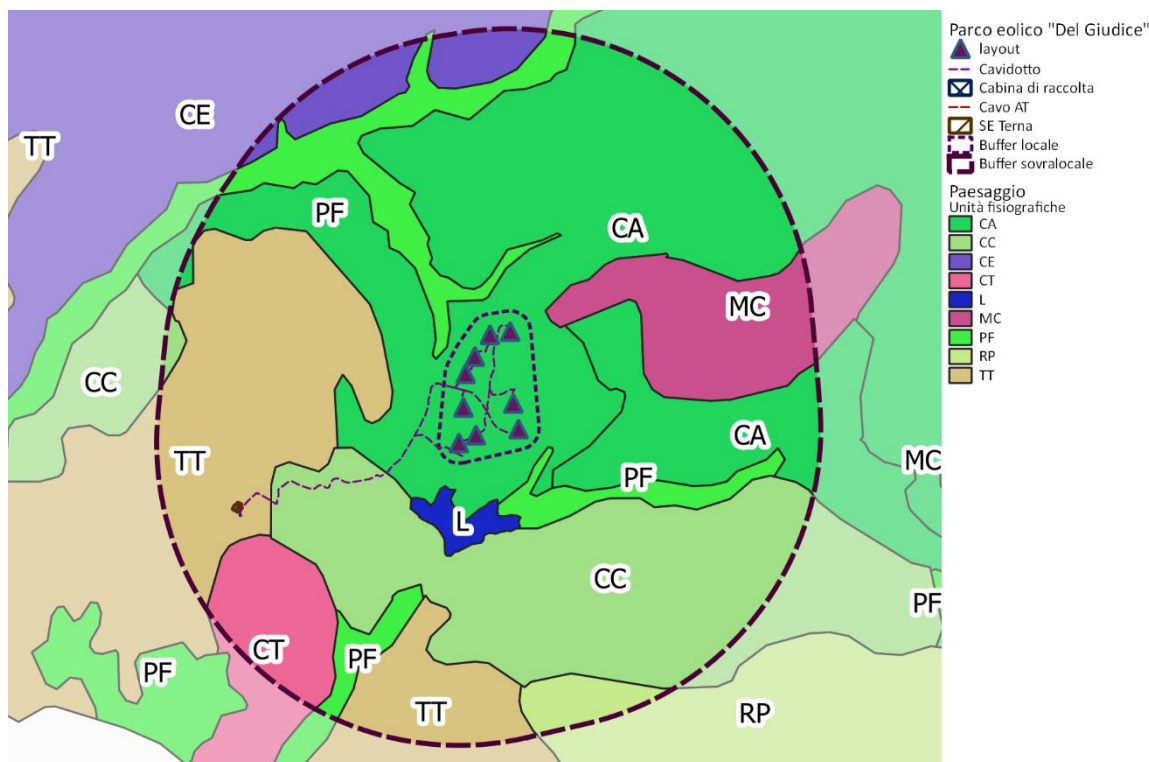 Parco eolico "Del Giudice"
layout
Cavidotto
Cabina di raccolta
Cavo AT
SE Terna
Buffer locale
Buffer sovralocale
Paesaggio
Unità fisiografiche
CA
CC
CE
CT
L
MC
PF
RP
TT
CE
TT
PF
CA
MC
CC
CA
TT
MC
PF
L
CC
PF
CT
PF
PF
TT
RP